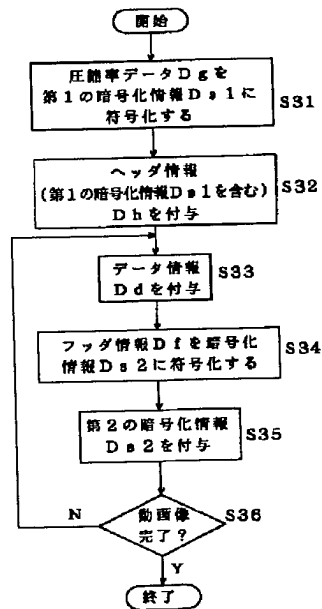 開始
圧縮率データDgを
第1の暗号化情報Ds1に
符号化する
S31
ヘッダ情報
(第1の暗号化情報Ds1を含む)
Dhを付与
S32
データ情報
Ddを付与
S33
フッダ情報Dfを暗号化
情報Ds2に符号化する
S34
第2の暗号化情報
Ds2を付与
S35
N
動画像
完了?
S36
Y
終了